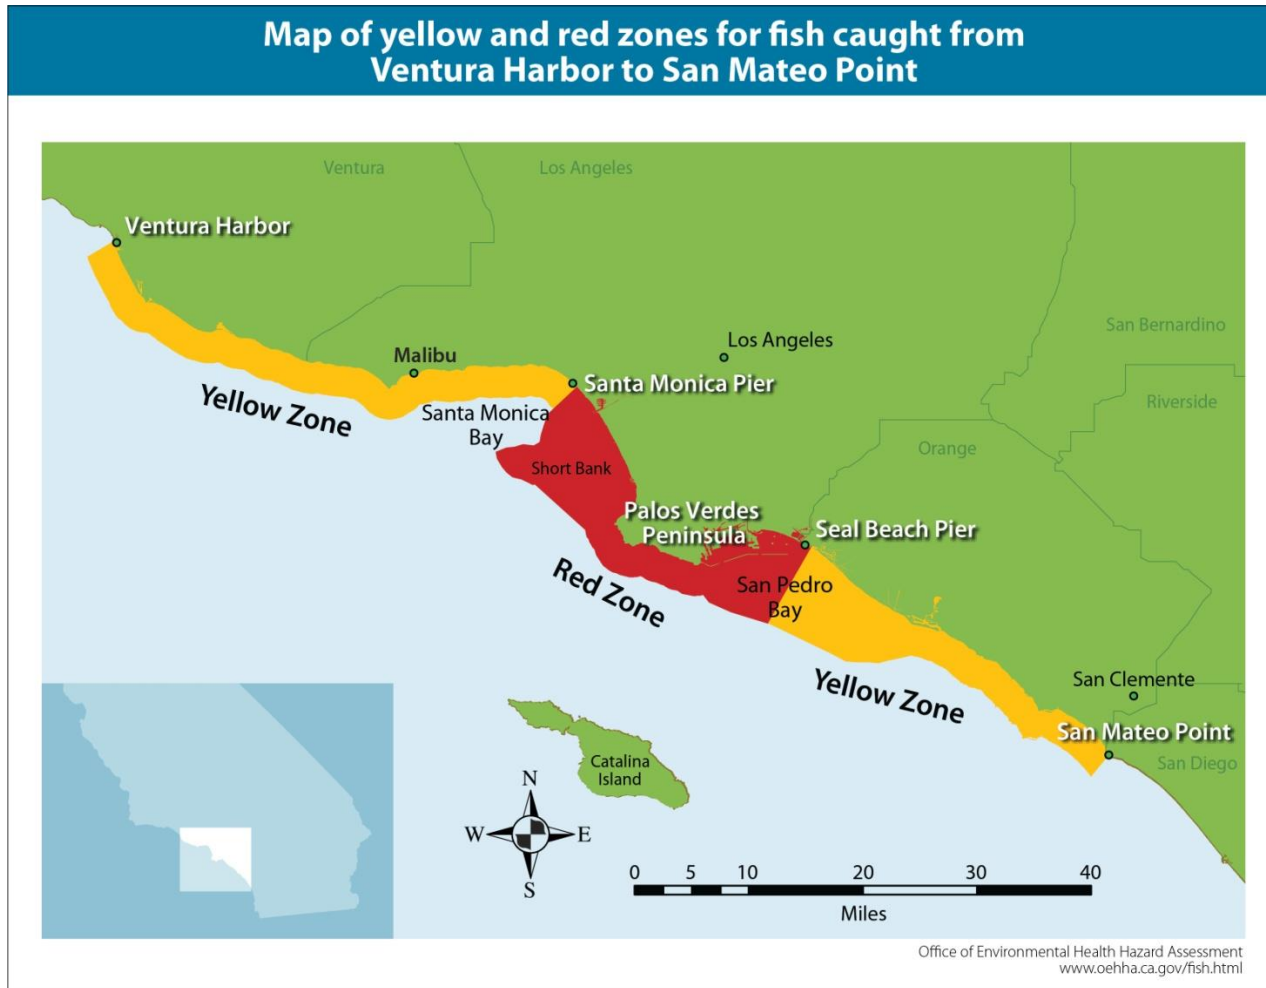 Map of yellow and red zones for fish caught from
Ventura Harbor to San Mateo Point
Ventura
Los Angeles
Ventura Harbor
San Bernardino
Los Angeles
Malibu
Santa Monica Pier
Riverside
Yellow Zone
Santa Monica
Bay
Orange
Short Bank
Palos Verdes
Peninsula
Seal Beach Pier
Red Zone
San Pedro
Bay
Yellow Zone
San Clemente
San Mateo Point
San Diego
Catalina
Island
N
W
E
S
0 5 10 20 30 40
Miles
Office of Environmental Health Hazard Assessment
www.oehha.ca.gov/fish.html